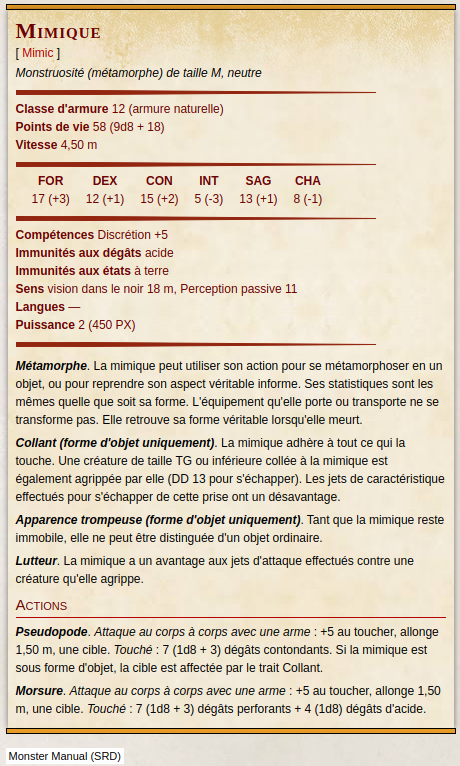 Mimique
[ Mimic ]
Monstruosité (métamorphe) de taille M, neutre
Classe d'armure 12 (armure naturelle)
Points de vie 58 (9d8 + 18)
Vitesse 4,50 m
FOR DEX CON INT SAG CHA
17 (+3) 12 (+1) 15 (+2) 5 (-3) 13 (+1) 8 (-1)
Compétences Discrétion +5
Immunités aux dégâts acide
Immunités aux états à terre
Sens vision dans le noir 18 m, Perception passive 11
Langues —
Puissance 2 (450 PX)
Métamorphe. La mimique peut utiliser son action pour se métamorphoser en un
objet, ou pour reprendre son aspect véritable informe. Ses statistiques sont les
mêmes quelle que soit sa forme. L'équipement qu'elle porte ou transporte ne se
transforme pas. Elle retrouve sa forme véritable lorsqu'elle meurt.
Collant (forme d'objet uniquement). La mimique adhère à tout ce qui la
touche. Une créature de taille TG ou inférieure collée à la mimique est
également agrippée par elle (DD 13 pour s'échapper). Les jets de caractéristique
effectués pour s'échapper de cette prise ont un désavantage.
Apparence trompeuse (forme d'objet uniquement). Tant que la mimique reste
immobile, elle ne peut être distinguée d'un objet ordinaire.
Lutteur. La mimique a un avantage aux jets d'attaque effectués contre une
créature qu'elle agrippe.
Actions
Pseudopode. Attaque au corps à corps avec une arme : +5 au toucher, allonge
1,50 m, une cible. Touché : 7 (1d8 + 3) dégâts contondants. Si la mimique est
sous forme d'objet, la cible est affectée par le trait Collant.
Morsure. Attaque au corps à corps avec une arme : +5 au toucher, allonge 1,50
m, une cible. Touché : 7 (1d8 + 3) dégâts perforants + 4 (1d8) dégâts d'acide.
Monster Manual (SRD)